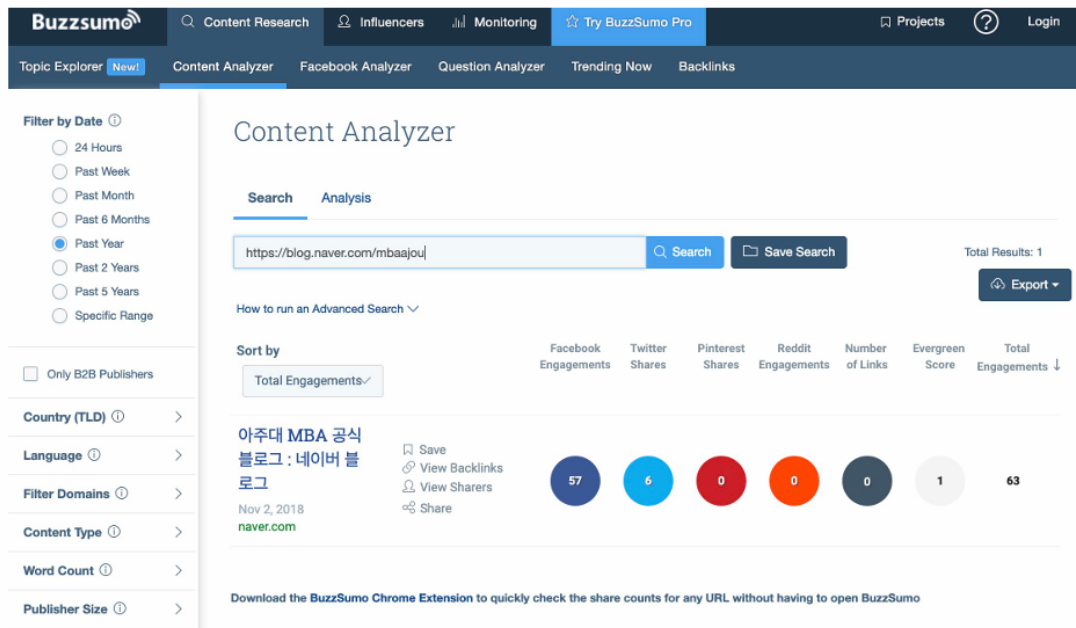 Buzzsumo
Content Research
Influencers
Monitoring
Try BuzzSumo Pro
Projects
?
Login
Topic Explorer New!
Content Analyzer
Facebook Analyzer
Question Analyzer
Trending Now
Backlinks
Filter by Date
24 Hours
Past Week
Past Month
Past 6 Months
Past Year
Past 2 Years
Past 5 Years
Specific Range
Only B2B Publishers
Country (TLD)
Language
Filter Domains
Content Type
Word Count
Publisher Size
Content Analyzer
Search
Analysis
https://blog.naver.com/mbaajou
Search
Save Search
Total Results: 1
Export
How to run an Advanced Search
Sort by
Total Engagements
Facebook Engagements
Twitter Shares
Pinterest Shares
Reddit Engagements
Number of Links
Evergreen Score
Total Engagements
아주대 MBA 공식
블로그 : 네이버 블
로그
Nov 2, 2018
naver.com
Save
View Backlinks
View Sharers
Share
57
6
0
0
0
1
63
Download the BuzzSumo Chrome Extension to quickly check the share counts for any URL without having to open BuzzSumo